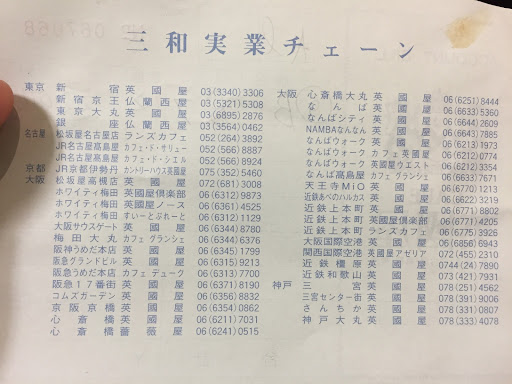 三和実業チェーン
東京 新宿英國屋 03(3340)3306
新宿京王仏蘭西屋 03(5321)5308
東京大丸英國屋 03(6895)2876
銀座仏蘭西屋 03(3564)0462
名古屋 松坂屋名古屋店 ランズカフェ 052(264)3892
JR名古屋高島屋 カフェ・ド・サリュー 052(566)8887
JR名古屋高島屋 カフェ・ド・シエル 052(566)8924
京都 JR京都伊勢丹 カントリーハウス英國屋 075(352)5460
大阪 松坂屋高槻店 英國屋 072(681)3008
ホワイティ梅田 英國屋倶楽部 06(6312)9873
ホワイティ梅田 英國屋ノース 06(6361)4525
ホワイティ梅田 すいーとぷれーと 06(6312)1129
大阪サウスゲート 英國屋 06(6344)8780
梅田大丸 カフェ グランシェ 06(6344)6376
阪神うめだ本店 英國屋 06(6345)1799
阪急グランドビル 英國屋 06(6315)9213
阪急うめだ本店 カフェ デューク 06(6313)7700
阪急17番街 英國屋 06(6371)8190
コムズガーデン 英國屋 06(6356)8832
京阪京橋英國屋 06(6354)0862
心斎橋英國屋 06(6211)7031
心斎橋薔薇屋 06(6241)0515
大阪 心斎橋大丸 英國屋 06(6251)8444
なんば英國屋 06(6633)5360
なんばシティ 英國屋 06(6644)2609
NAMBAなんなん 英國屋 06(6643)7885
なんばウォーク 英國屋 06(6213)1973
なんばウォーク カフェ英國屋 06(6212)0774
なんばウォーク 英國屋ウエスト 06(6212)3354
なんば高島屋 カフェ グランシェ 06(6633)7671
天王寺MiO 英國屋 06(6770)1213
近鉄あべのハルカス 英國屋 06(6622)3219
近鉄上本町 英國屋 06(6771)8802
近鉄上本町 英國屋倶楽部 06(6777)4205
近鉄上本町 ランズカフェ 06(6775)3928
大阪国際空港 英國屋 06(6856)6943
関西国際空港 英國屋アゼリア 072(455)2310
近鉄橿原 英國屋 0744(24)7890
近鉄和歌山 英國屋 073(421)7931
神戸 三宮英國屋 078(251)4562
三宮センター街 英國屋 078(391)9006
さんちか英國屋 078(331)0807
神戸大丸英國屋 078(333)4078